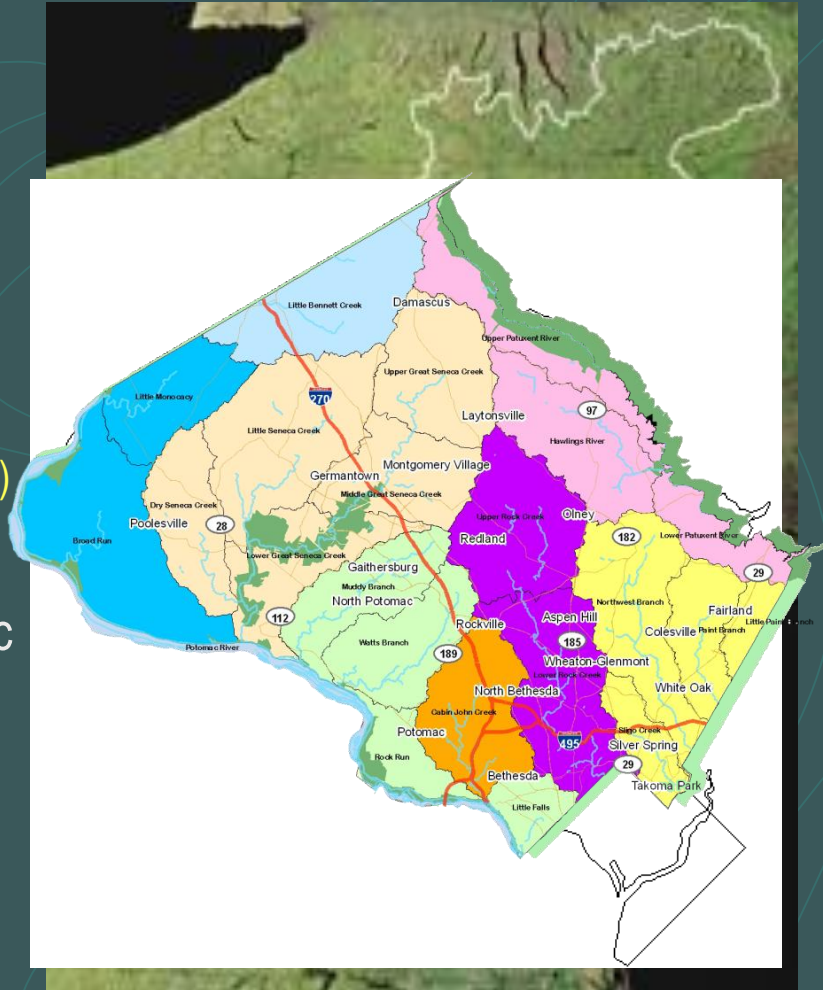 Little Bennett Creek
Damascus
Upper Patuxent River
Upper Great Seneca Creek
Little Monocacy
270
97
Laytonsville
Little Seneca Creek
Hawlings River
Montgomery Village
Germantown
)
Middle Great Seneca Creek
Dry Seneca Creek
Olney
Poolesville
28
Upper Rock Creek
182
Lower Patuxent River
Broad Run
Redland
Lower Great Seneca Creek
Gaithersburg
29
Muddy Branch
North Potomac
Northwest Branch
Fairland
112
Aspen Hill
Little Paint Branch
Rockville
Colesville
Paint Branch
c
Potomac River
Watts Branch
189
185
Wheaton-Glenmont
Lower Rock Creek
North Bethesda
White Oak
Cabin John Creek
Potomac
Sligo Creek
495
Silver Spring
Rock Run
29
Bethesda
Takoma Park
Little Falls